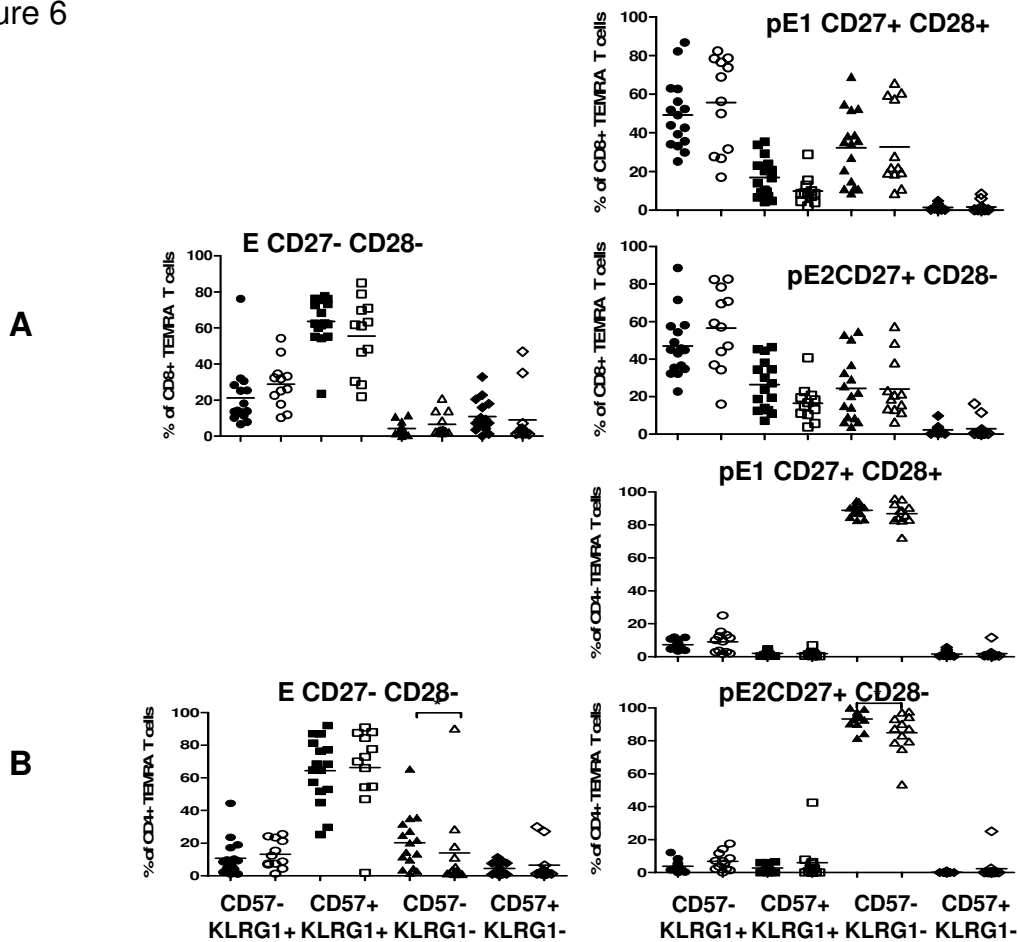 ure 6
pE1 CD27+ CD28+
% of CD8+ TEMRA T cells
100
80
60
40
20
0
A
E CD27- CD28-
% of CD8+ TEMRA T cells
100
80
60
40
20
0
pE2CD27+ CD28-
% of CD8+ TEMRA T cells
100
80
60
40
20
0
pE1 CD27+ CD28+
% of CD4+ TEMRA T cells
100
80
60
40
20
0
B
E CD27- CD28-
*
% of CD4+ TEMRA T cells
100
80
60
40
20
0
CD57- CD57+ CD57- CD57+
KLRG1+ KLRG1+ KLRG1- KLRG1-
pE2CD27+ CD28-
% of CD4+ TEMRA T cells
100
80
60
40
20
0
CD57- CD57+ CD57- CD57+
KLRG1+ KLRG1+ KLRG1- KLRG1-